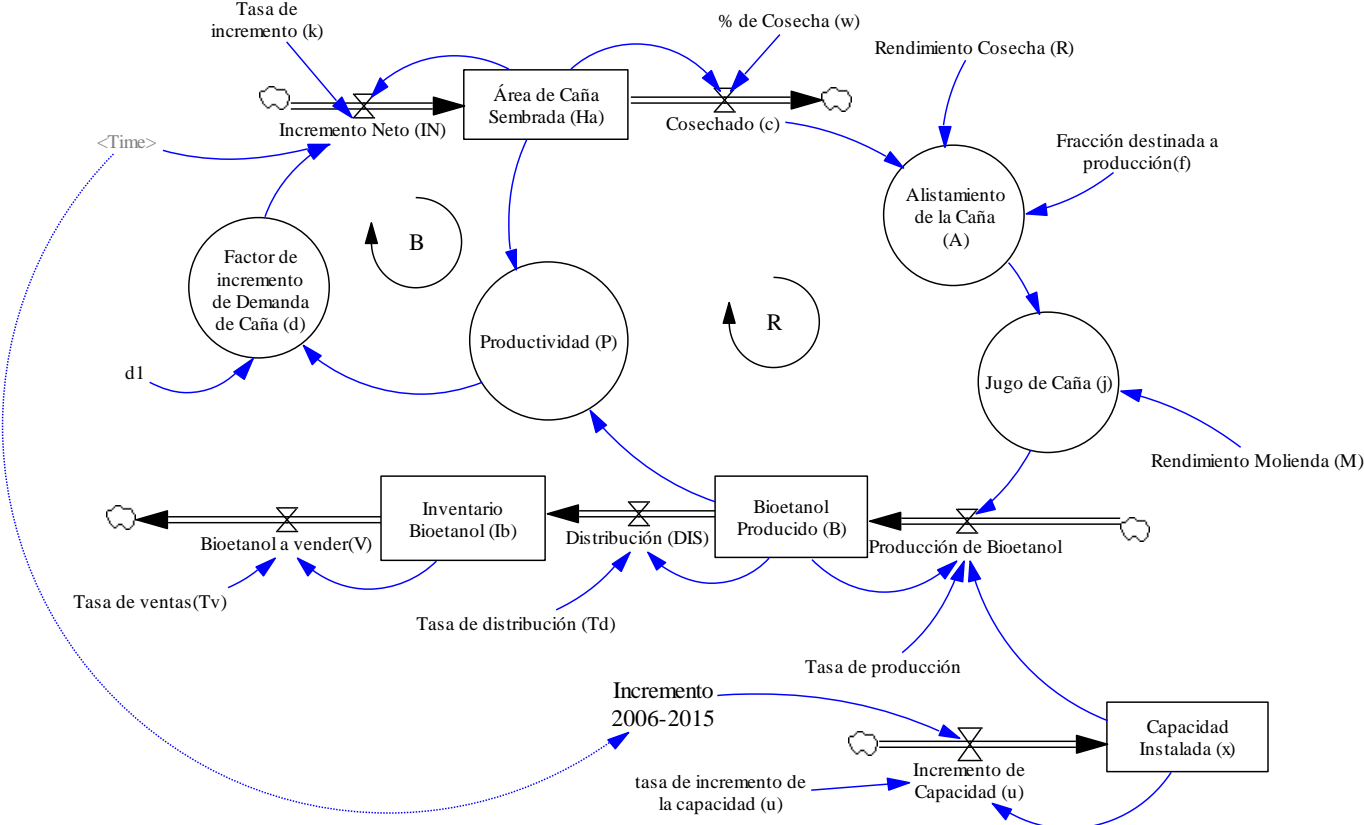 Tasa de
incremento (k)
% de Cosecha (w)
Rendimiento Cosecha (R)
Área de Caña
Sembrada (Ha)
Incremento Neto (IN)
Cosechado (c)
<Time>
Fracción destinada a
producción(f)
Alistamiento
de la Caña
(A)
B
Factor de
incremento
de Demanda
de Caña (d)
R
Productividad (P)
d1
Jugo de Caña (j)
Rendimiento Molienda (M)
Inventario
Bioetanol (Ib)
Bioetanol
Producido (B)
Bioetanol a vender(V)
Distribución (DIS)
Producción de Bioetanol
Tasa de ventas(Tv)
Tasa de distribución (Td)
Tasa de producción
Incremento
2006-2015
Capacidad
Instalada (x)
Incremento de
Capacidad (u)
tasa de incremento de
la capacidad (u)